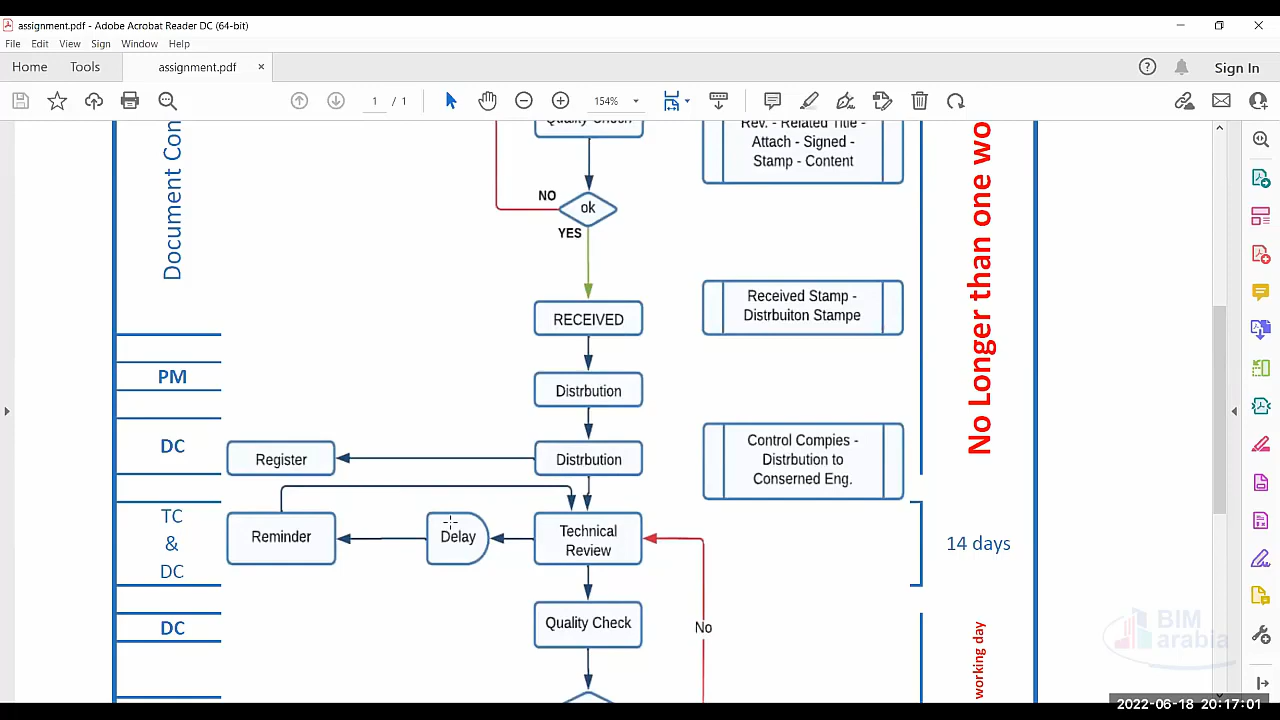 assignment.pdf - Adobe Acrobat Reader DC (64-bit)
File Edit View Sign Window Help
Home Tools assignment.pdf × Sign In
1 / 1 154%
Document Con
Quality Check
Rev. - Related Title -
Attach - Signed -
Stamp - Content
NO
ok
YES
RECEIVED
Received Stamp -
Distrbuiton Stampe
No Longer than one wo
PM
Distrbution
DC
Register
Distrbution
Control Compies -
Distrbution to
Conserned Eng.
TC
&
DC
Reminder
Delay
Technical
Review
14 days
DC
Quality Check
No
working day
BIM
arabia
2022-06-18 20:17:01